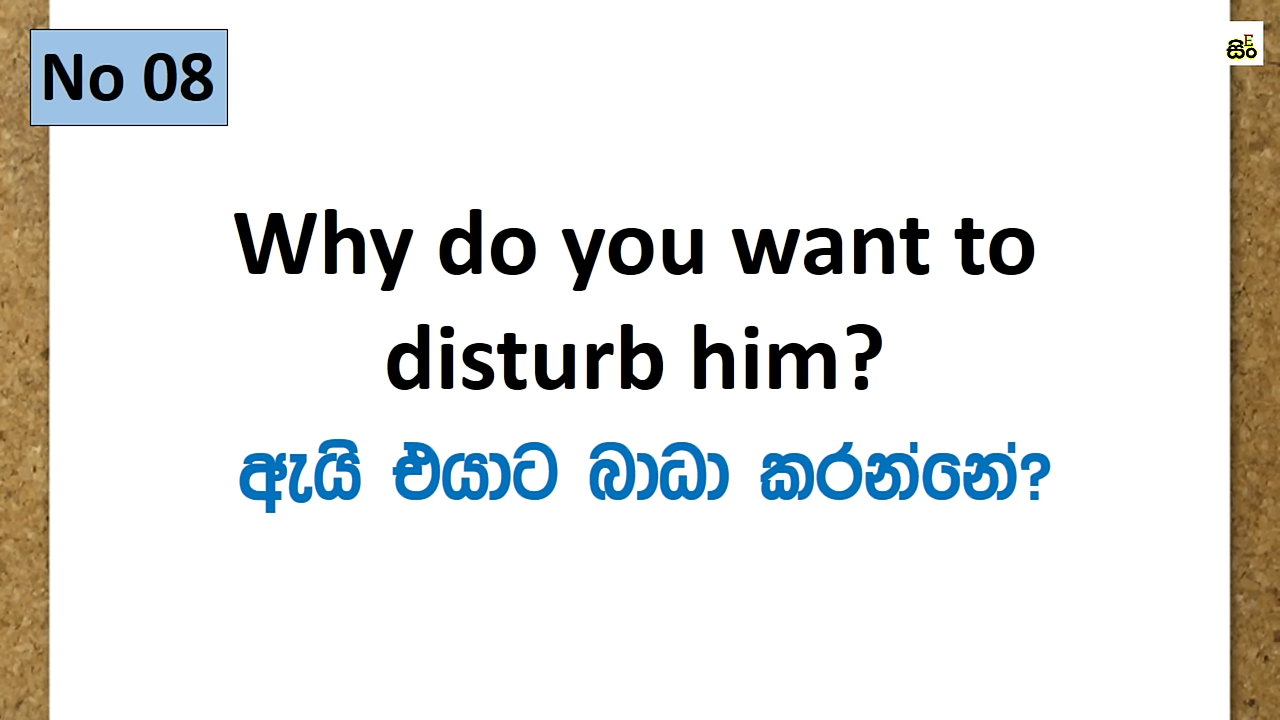 No 08
සිං
E
Why do you want to
disturb him?
ඇයි එයාට බාධා කරන්නේ?